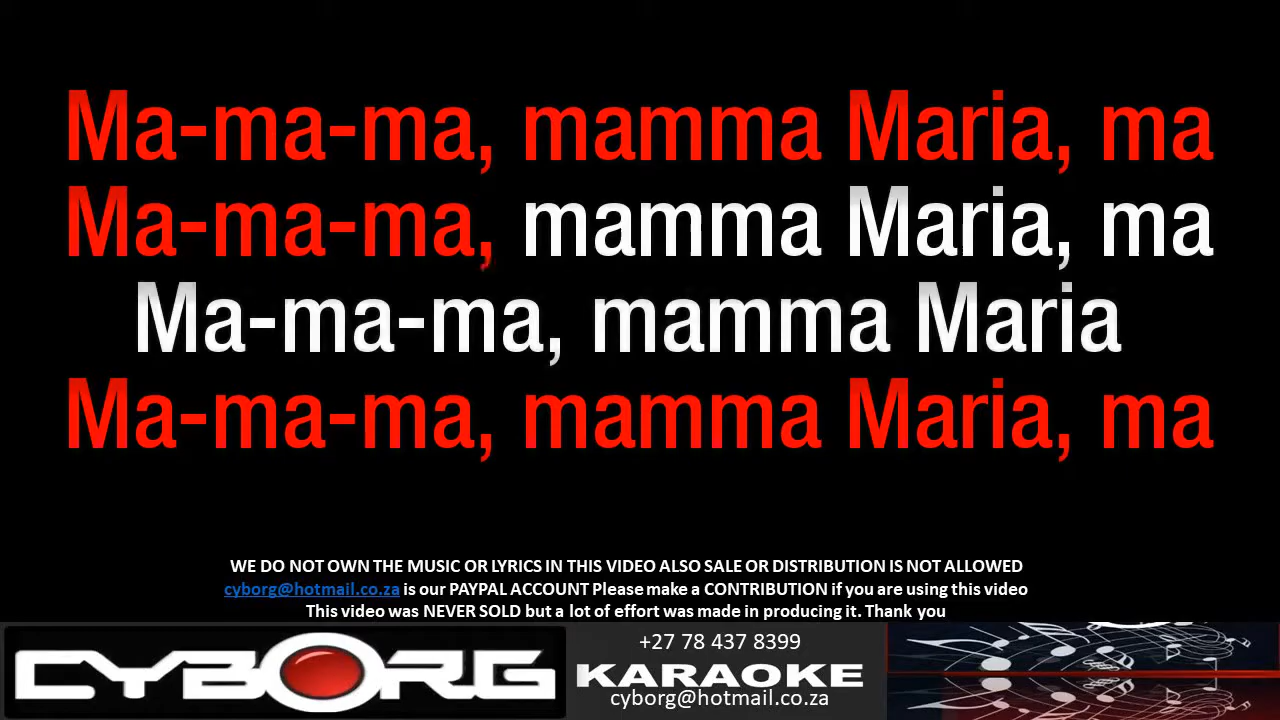 Ma-ma-ma, mamma Maria, ma
Ma-ma-ma, mamma Maria, ma
Ma-ma-ma, mamma Maria
Ma-ma-ma, mamma Maria, ma
WE DO NOT OWN THE MUSIC OR LYRICS IN THIS VIDEO ALSO SALE OR DISTRIBUTION IS NOT ALLOWED
cyborg@hotmail.co.za is our PAYPAL ACCOUNT Please make a CONTRIBUTION if you are using this video
This video was NEVER SOLD but a lot of effort was made in producing it. Thank you
CYBORG
+27 78 437 8399
KARAOKE
cyborg@hotmail.co.za